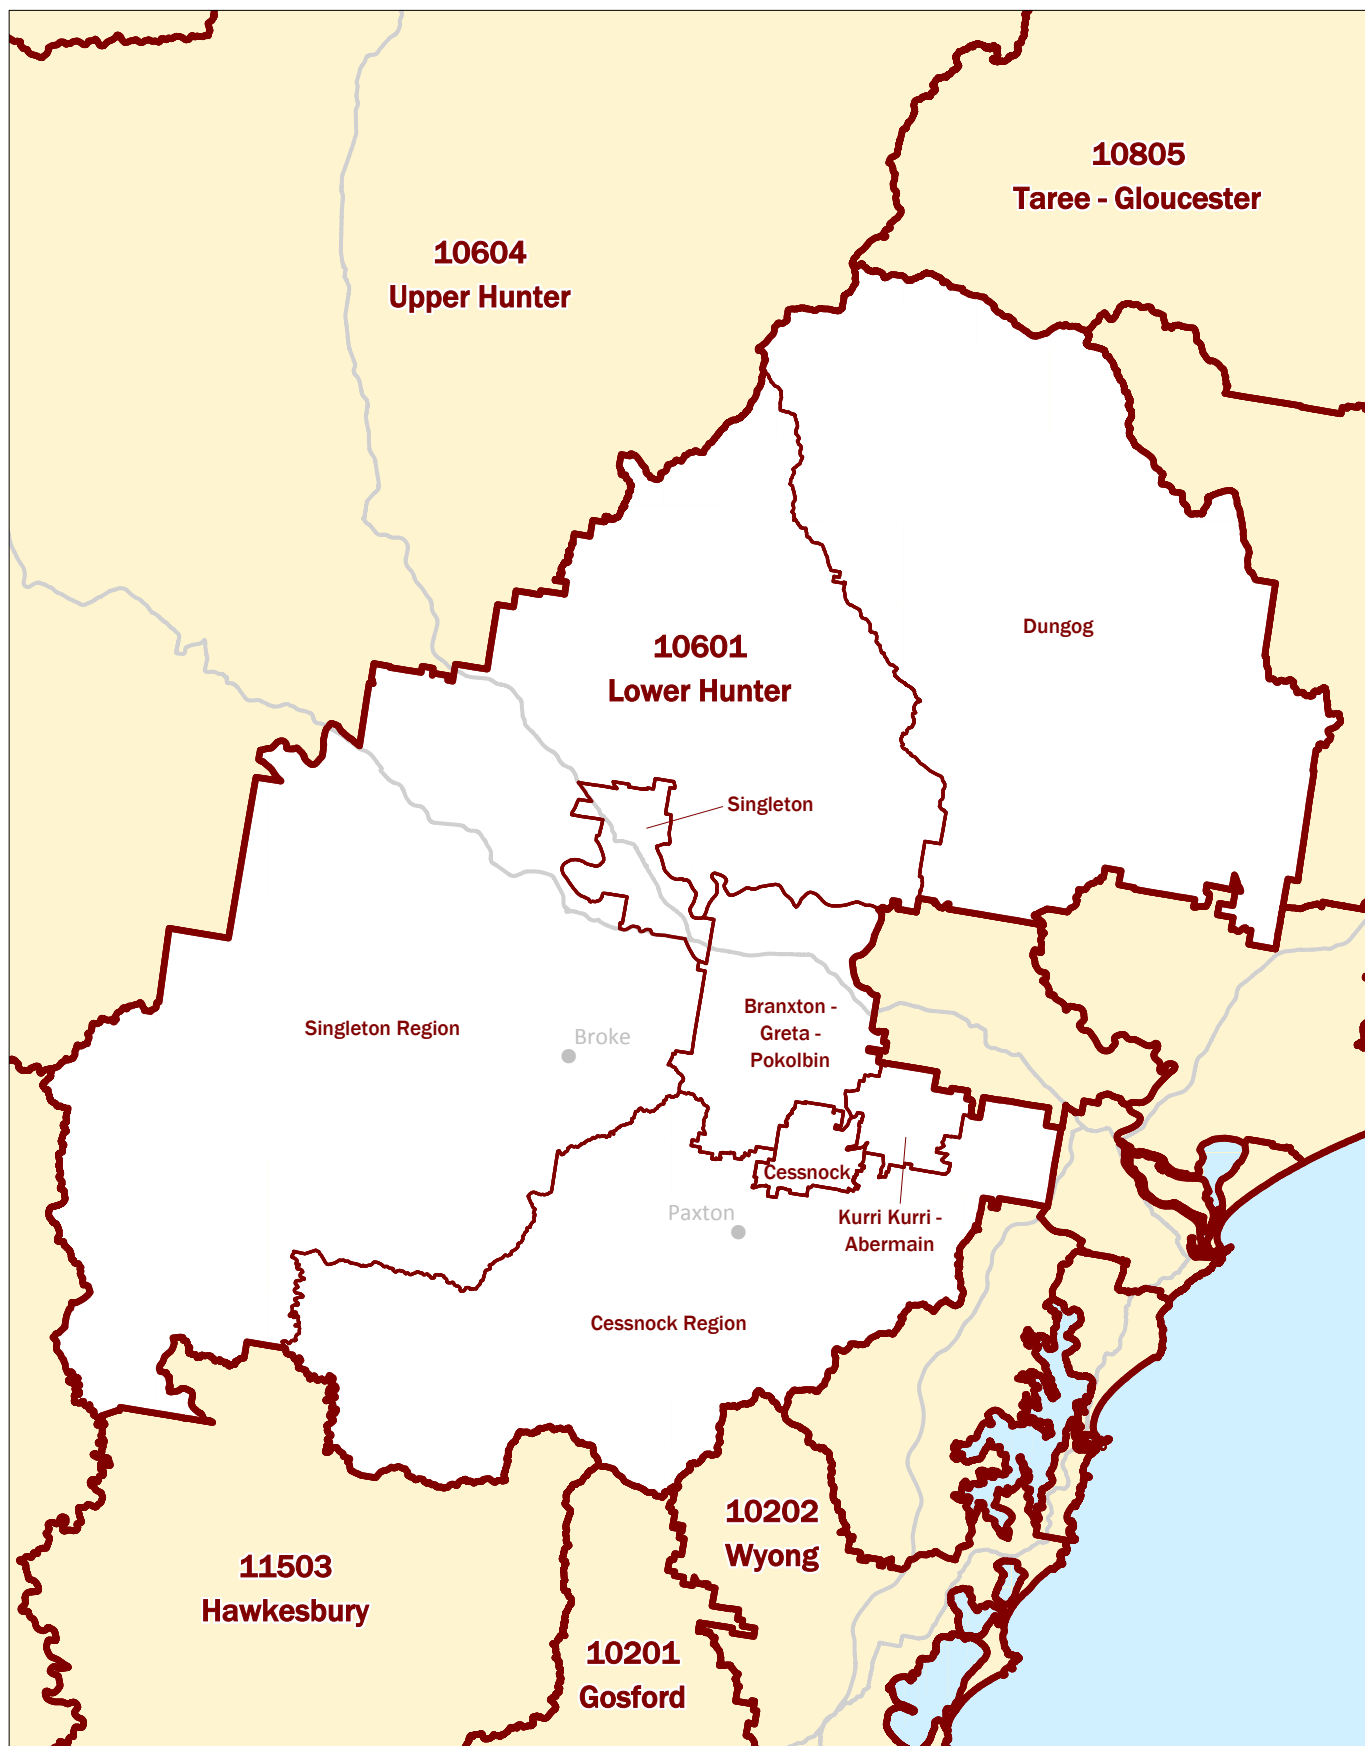 10805
Taree - Gloucester
10604
Upper Hunter
Dungog
10601
Lower Hunter
Singleton
Branxton -
Greta -
Pokolbin
Singleton Region
Broke
Cessnock
Paxton
Kurri Kurri -
Abermain
Cessnock Region
10202
Wyong
11503
Hawkesbury
10201
Gosford